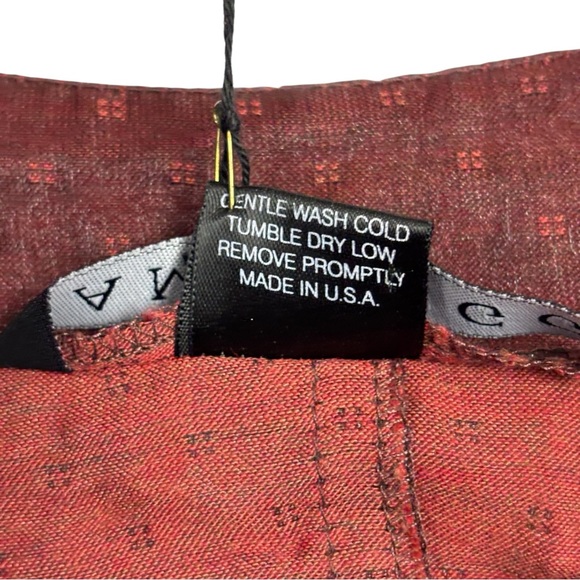 GENTLE WASH COLD
TUMBLE DRY LOW
REMOVE PROMPTLY
MADE IN U.S.A.